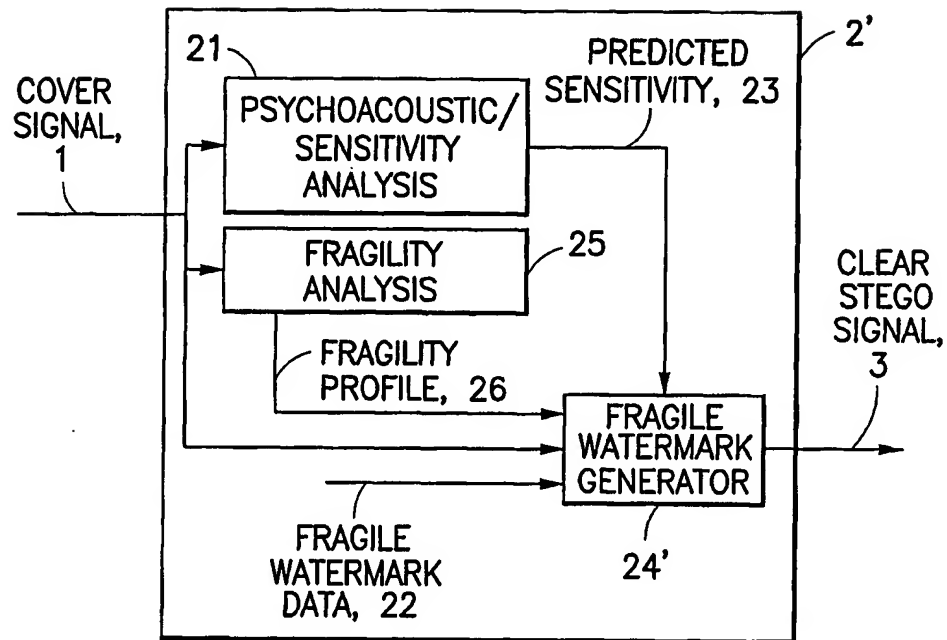 21
2'
COVER
SIGNAL,
1
PSYCHOACOUSTIC/
SENSITIVITY
ANALYSIS
PREDICTED
SENSITIVITY, 23
FRAGILITY
ANALYSIS
25
FRAGILITY
PROFILE, 26
CLEAR
STEGO
SIGNAL,
3
FRAGILE
WATERMARK
GENERATOR
24'
FRAGILE
WATERMARK
DATA, 22